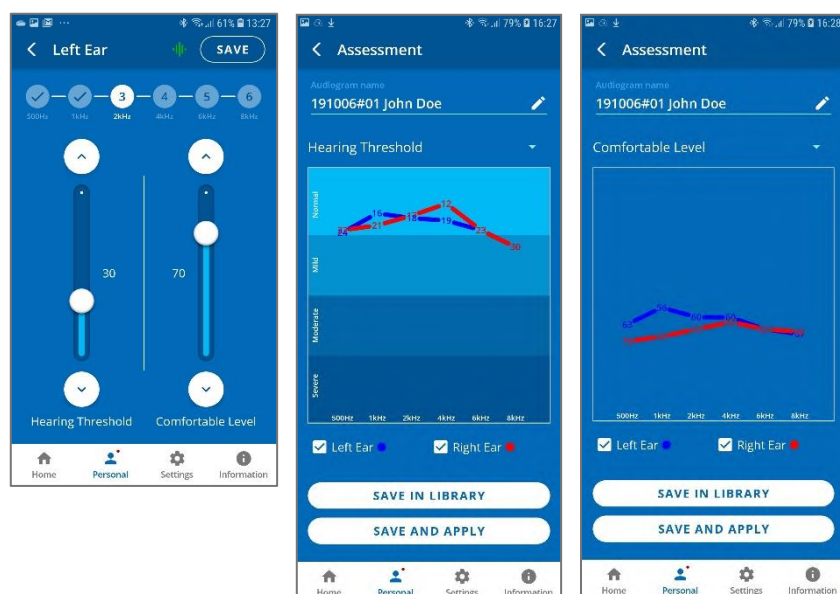 61% 13:27
Left Ear
SAVE
3
4
5
6
500Hz 1kHz 2kHz 4kHz 6kHz 8kHz
30
70
Hearing Threshold Comfortable Level
Home Personal Settings Information
79% 16:27
Assessment
Audiogram name
191006#01 John Doe
Hearing Threshold
Normal
Mild
Moderate
Severe
24
16
21
18
19
12
23
30
500Hz 1kHz 2kHz 4kHz 6kHz 8kHz
Left Ear Right Ear
SAVE IN LIBRARY
SAVE AND APPLY
Home Personal Settings Information
79% 16:28
Assessment
Audiogram name
191006#01 John Doe
Comfortable Level
63
56
60
60
500Hz 1kHz 2kHz 4kHz 6kHz 8kHz
Left Ear Right Ear
SAVE IN LIBRARY
SAVE AND APPLY
Home Personal Settings Information